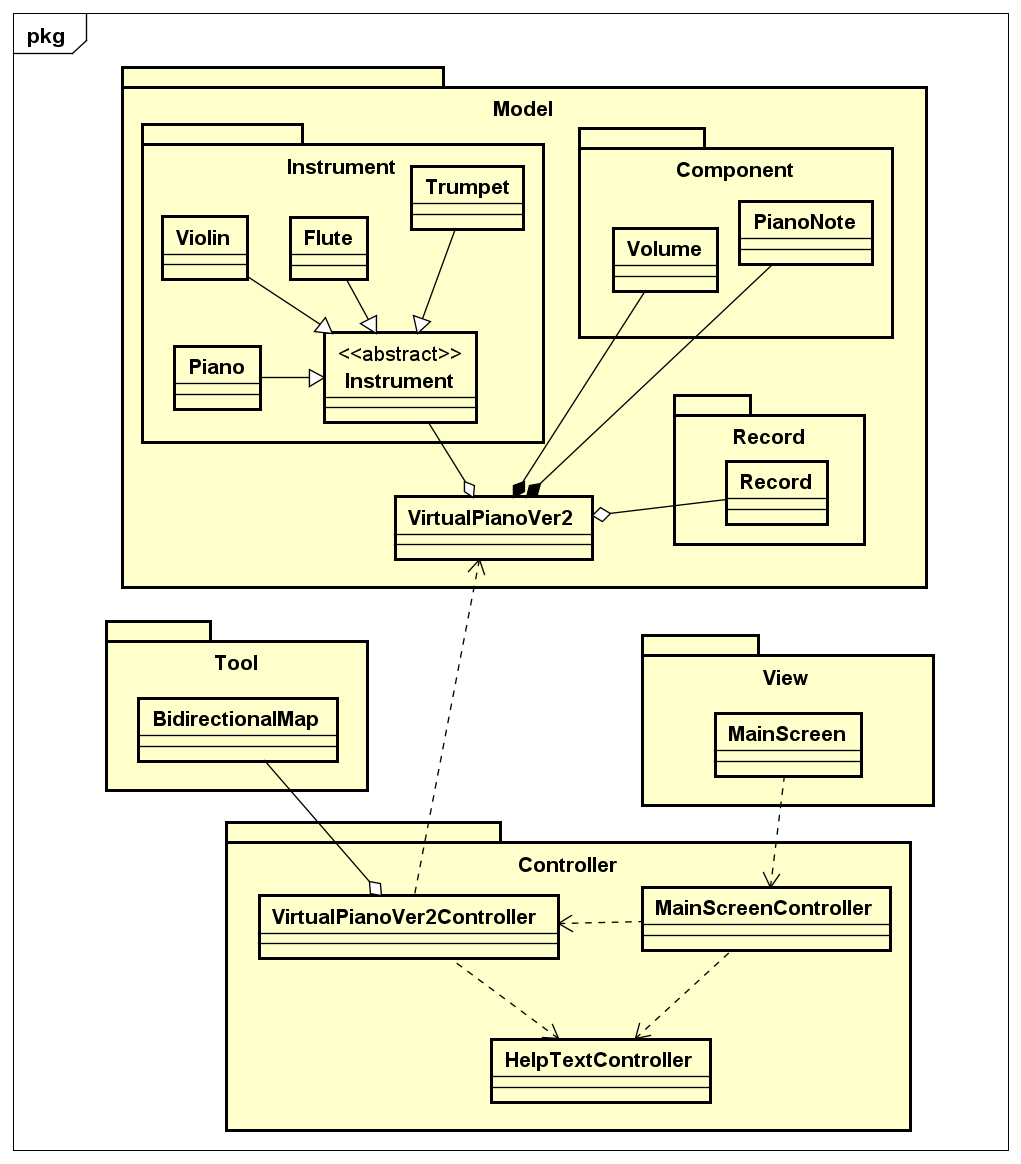 pkg
Model
Instrument
Trumpet
Violin
Flute
Piano
<<abstract>>
Instrument
Component
PianoNote
Volume
Record
Record
VirtualPianoVer2
Tool
BidirectionalMap
View
MainScreen
Controller
VirtualPianoVer2Controller
MainScreenController
HelpTextController